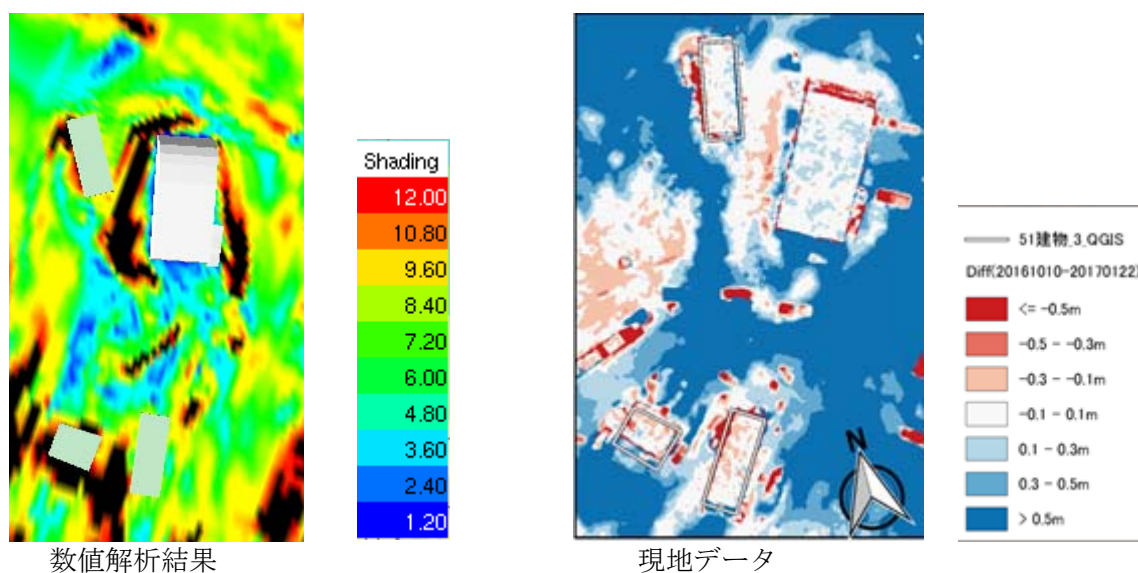 Shading
12.00
10.80
9.60
8.40
7.20
6.00
4.80
3.60
2.40
1.20
数値解析結果
N
現地データ
51建物_3_QGIS
Diff(20161010-20170122)
<= -0.5m
-0.5 - -0.3m
-0.3 - -0.1m
-0.1 - 0.1m
0.1 - 0.3m
0.3 - 0.5m
> 0.5m